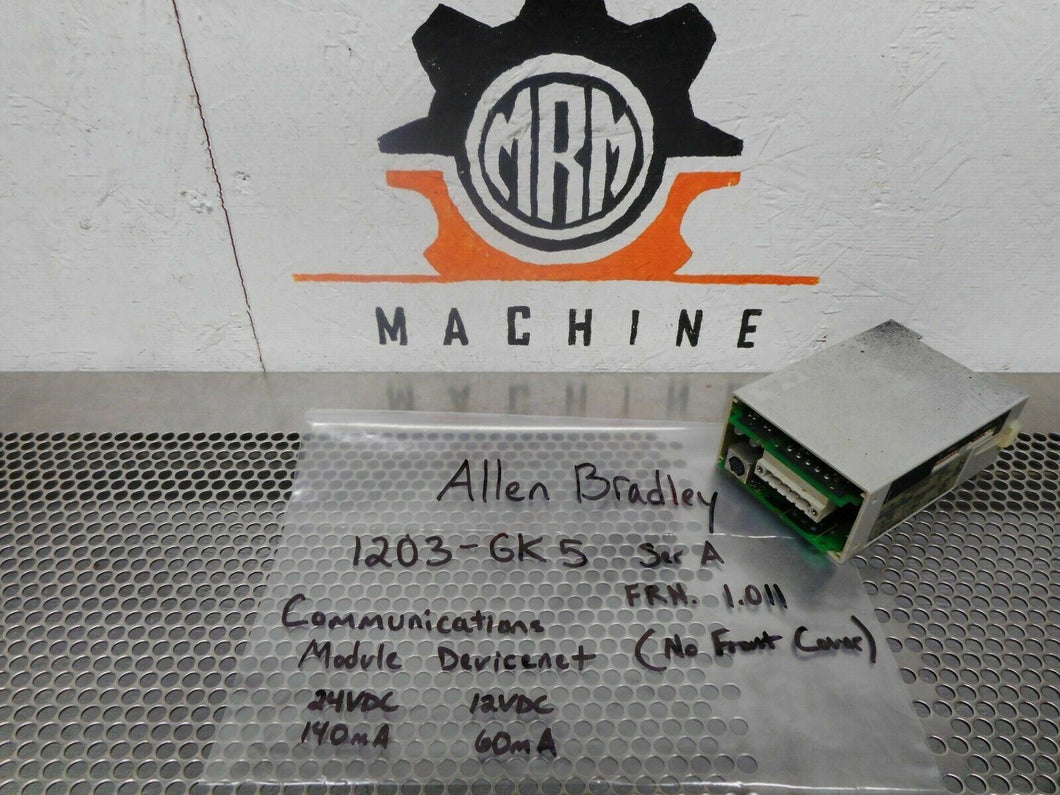 MRM
MACHINE
Allen Bradley
1203-GK5 Ser A
FRN. 1.011
Communications
Module Devicenet (No Front Cover)
24VDC 12VDC
140mA 60mA